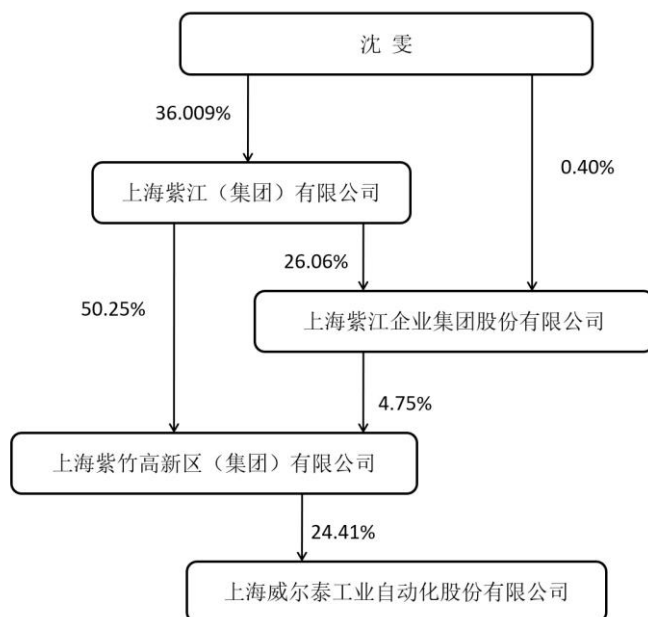 沈 雯
36.009%
0.40%
上海紫江（集团）有限公司
26.06%
50.25%
上海紫江企业集团股份有限公司
4.75%
上海紫竹高新区（集团）有限公司
24.41%
上海威尔泰工业自动化股份有限公司